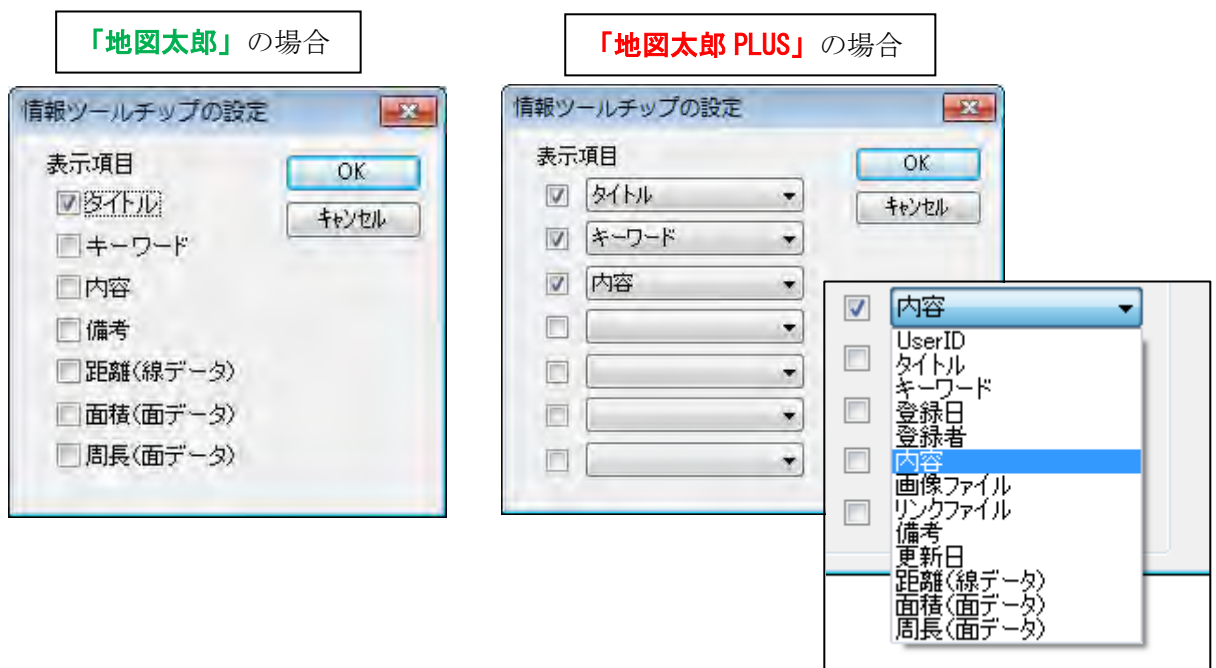 「地図太郎」の場合
情報ツールチップの設定
表示項目
OK
キャンセル
タイトル
キーワード
内容
備考
距離(線データ)
面積(面データ)
周長(面データ)
「地図太郎 PLUS」の場合
情報ツールチップの設定
表示項目
OK
キャンセル
タイトル
キーワード
内容
内容
UserID
タイトル
キーワード
登録日
登録者
内容
画像ファイル
リンクファイル
備考
更新日
距離(線データ)
面積(面データ)
周長(面データ)